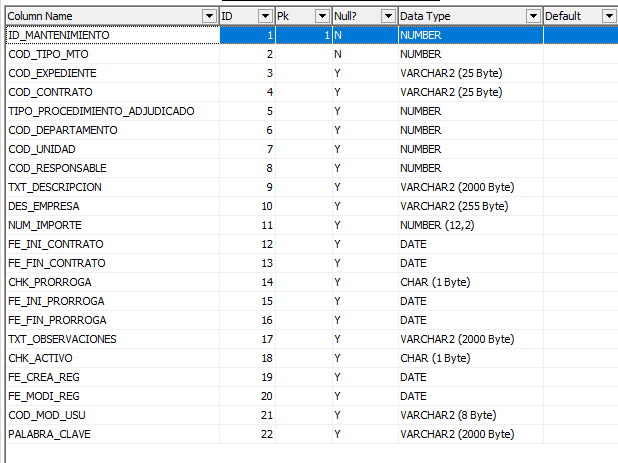 Column Name ID Pk Null? Data Type Default
ID_MANTENIMIENTO 1 1 N NUMBER
COD_TIPO_MTO 2 N NUMBER
COD_EXPEDIENTE 3 Y VARCHAR2 (25 Byte)
COD_CONTRATO 4 Y VARCHAR2 (25 Byte)
TIPO_PROCEDIMIENTO_ADJUDICADO 5 Y NUMBER
COD_DEPARTAMENTO 6 Y NUMBER
COD_UNIDAD 7 Y NUMBER
COD_RESPONSABLE 8 Y NUMBER
TXT_DESCRIPCION 9 Y VARCHAR2 (2000 Byte)
DES_EMPRESA 10 Y VARCHAR2 (255 Byte)
NUM_IMPORTE 11 Y NUMBER (12,2)
FE_INI_CONTRATO 12 Y DATE
FE_FIN_CONTRATO 13 Y DATE
CHK_PRORROGA 14 Y CHAR (1 Byte)
FE_INI_PRORROGA 15 Y DATE
FE_FIN_PRORROGA 16 Y DATE
TXT_OBSERVACIONES 17 Y VARCHAR2 (2000 Byte)
CHK_ACTIVO 18 Y CHAR (1 Byte)
FE_CREA_REG 19 Y DATE
FE_MODI_REG 20 Y DATE
COD_MOD_USU 21 Y VARCHAR2 (8 Byte)
PALABRA_CLAVE 22 Y VARCHAR2 (2000 Byte)